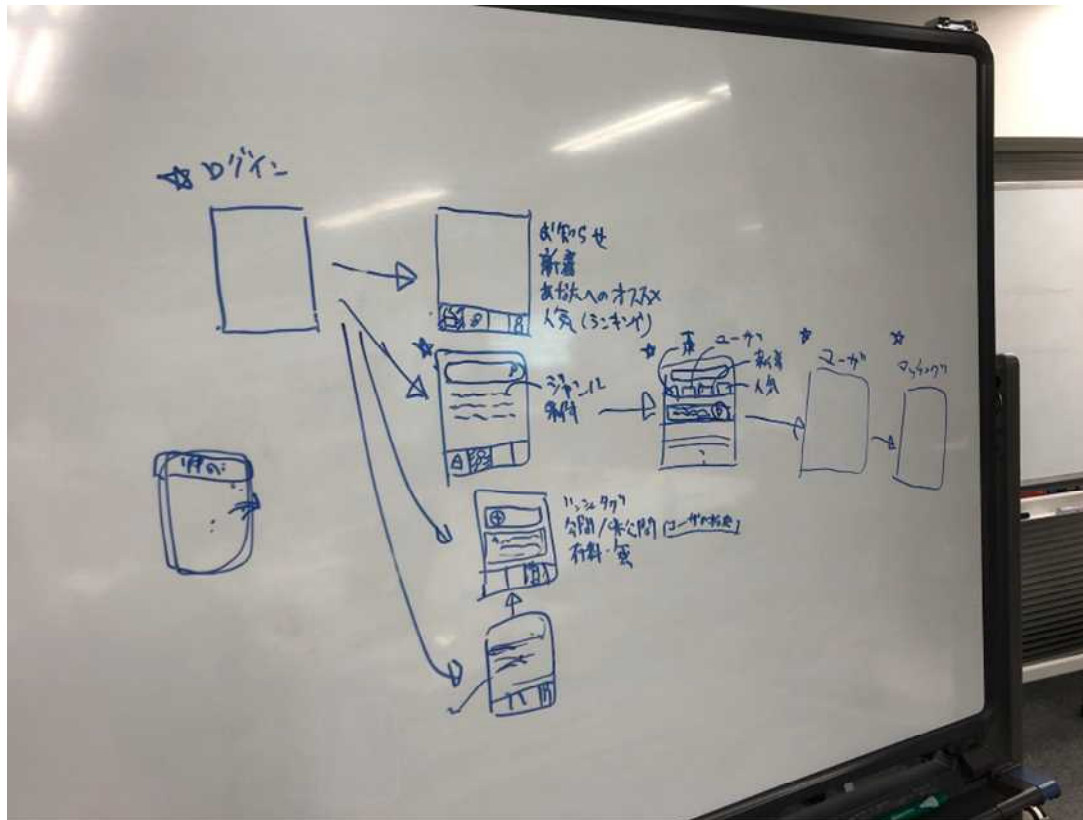 ☆ログイン
お知らせ
新着
あなたへのオススメ
人気(ランキング)
ジャンル
ユーザ
新着
人気
ユーザ
マッチング
ハッシュタグ
公開/非公開
有料・無